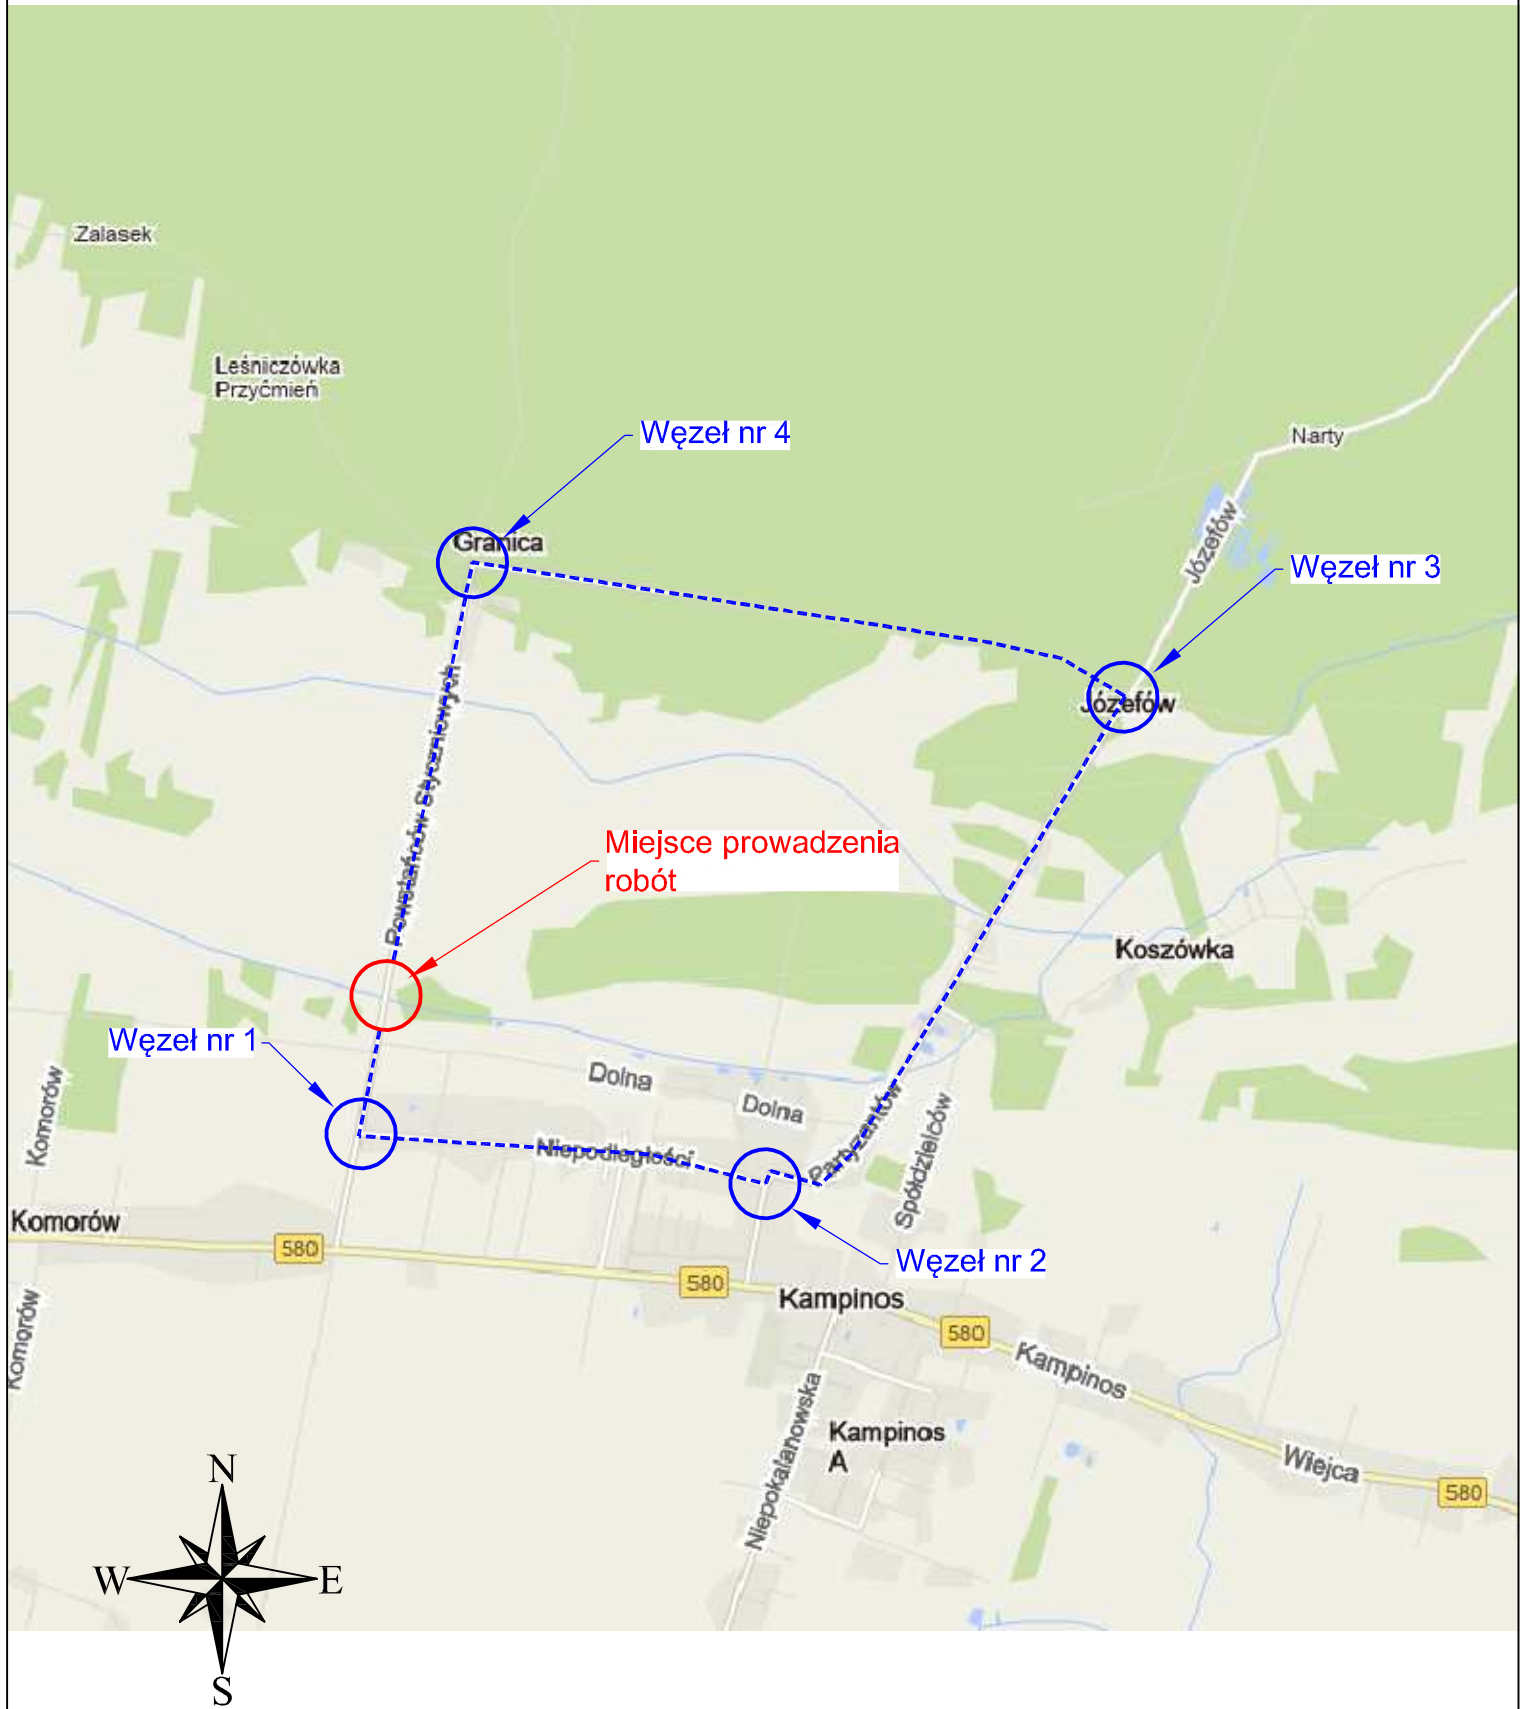 Zalasek
Leśniczówka
Przyćmień
Węzeł nr 4
Narty
Granica
Józefów
Węzeł nr 3
Józefów
Powstańców Styczniowych
Miejsce prowadzenia
robót
Koszówka
Węzeł nr 1
Dolna
Dolna
Komorów
Niepodległości
Partyzantów
Spółdzielców
Komorów
580
Węzeł nr 2
580
Kampinos
580
Komorów
Kampinos
Niepokalanowska
Kampinos
A
Wiejca
580
N
W
E
S